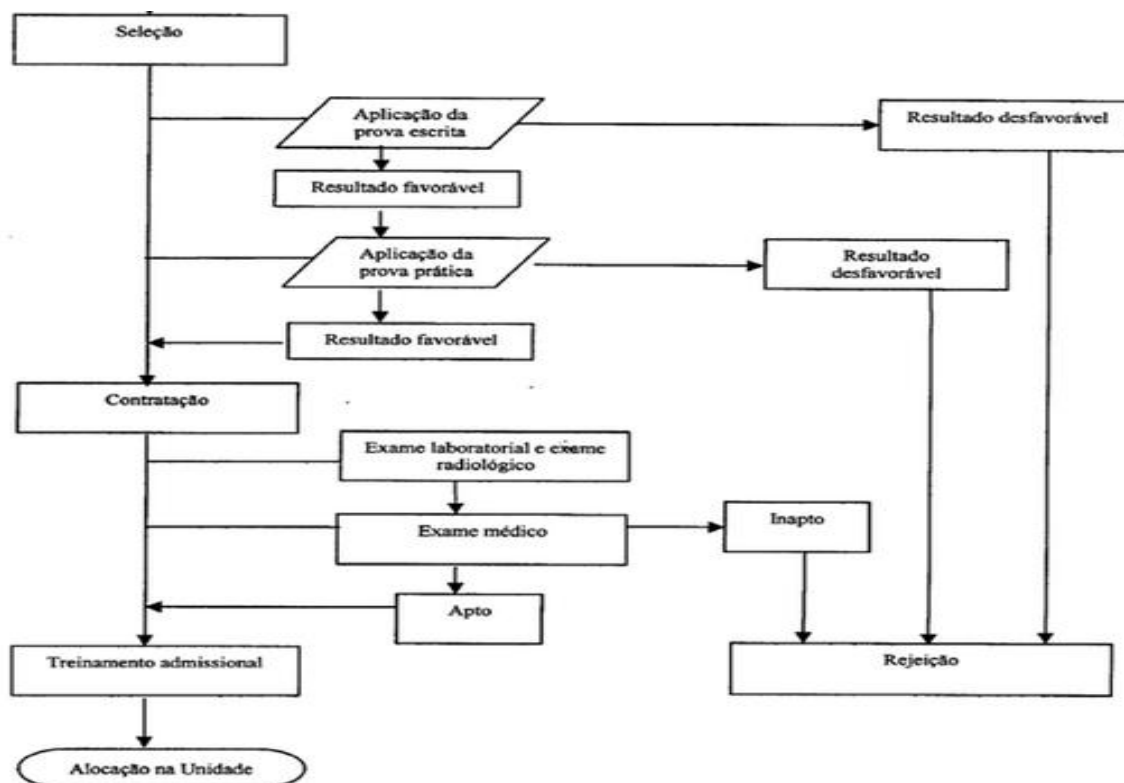 Seleção
Aplicação da
prova escrita
Resultado desfavorável
Resultado favorável
Aplicação da
prova prática
Resultado
desfavorável
Resultado favorável
Contratação
Exame laboratorial e exame
radiológico
Exame médico
Inapto
Apto
Treinamento admissional
Rejeição
Alocação na Unidade